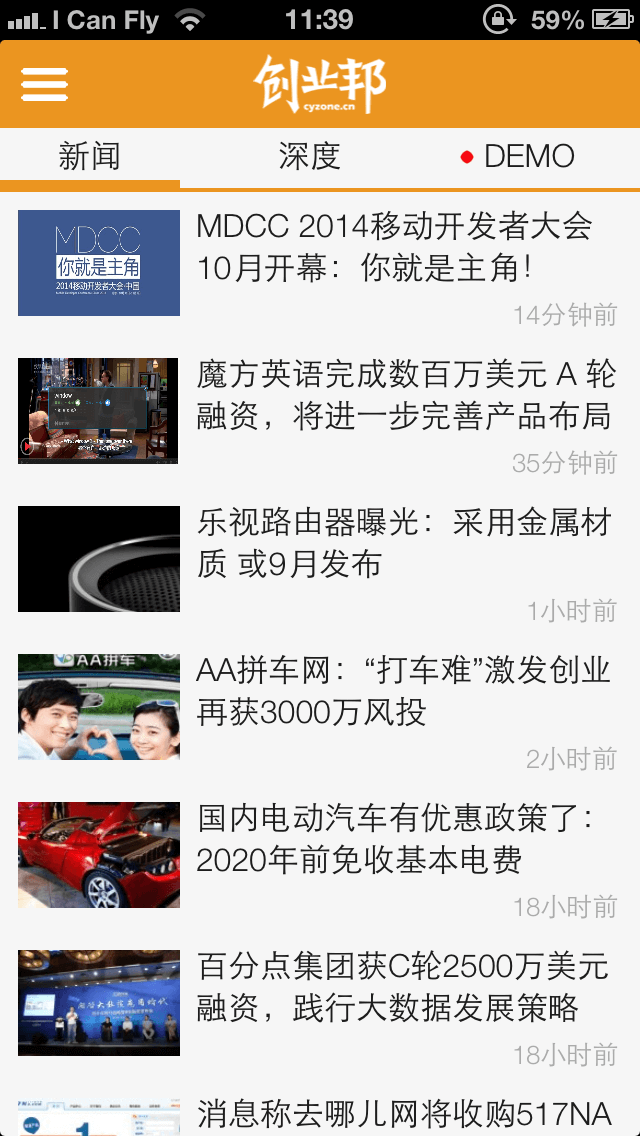 I Can Fly
11:39
59%
创业邦
cyzone.cn
新闻
深度
DEMO
MDCC
你就是主角
2014移动开发者大会·中国
MDCC 2014移动开发者大会
10月开幕：你就是主角！
14分钟前
window
魔方英语完成数百万美元 A 轮
融资，将进一步完善产品布局
35分钟前
乐视路由器曝光：采用金属材
质 或9月发布
1小时前
AA拼车
AA拼车网：“打车难”激发创业
再获3000万风投
2小时前
国内电动汽车有优惠政策了：
2020年前免收基本电费
18小时前
百分点集团获C轮2500万美元
融资，践行大数据发展策略
18小时前
消息称去哪儿网将收购517NA